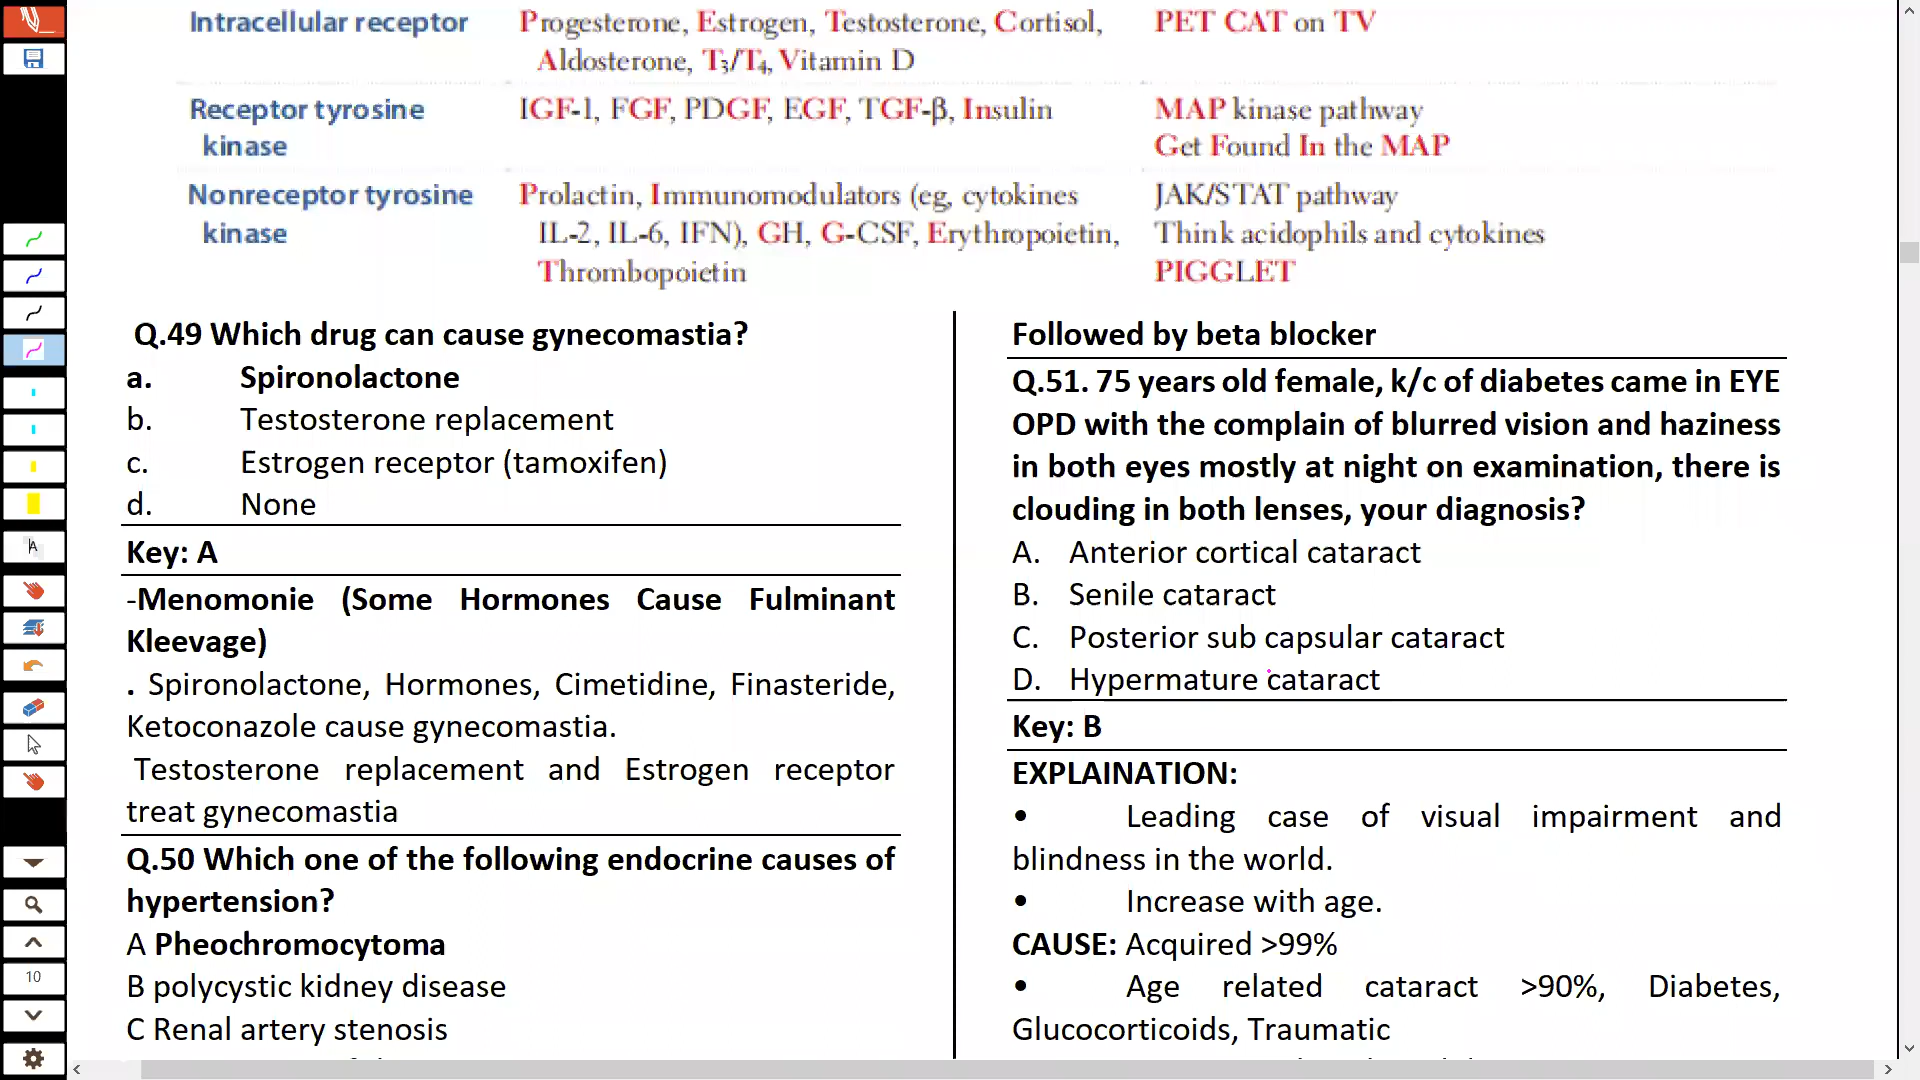 Intracellular receptor
Progesterone, Estrogen, Testosterone, Cortisol,
Aldosterone, T3/T4, Vitamin D
PET CAT on TV
Receptor tyrosine
kinase
IGF-1, FGF, PDGF, EGF, TGF-β, Insulin
MAP kinase pathway
Get Found In the MAP
Nonreceptor tyrosine
kinase
Prolactin, Immunomodulators (eg, cytokines
IL-2, IL-6, IFN), GH, G-CSF, Erythropoietin,
Thrombopoietin
JAK/STAT pathway
Think acidophils and cytokines
PIGGLET
Q.49 Which drug can cause gynecomastia?
a. Spironolactone
b. Testosterone replacement
c. Estrogen receptor (tamoxifen)
d. None
Key: A
-Menomonie (Some Hormones Cause Fulminant
Kleevage)
. Spironolactone, Hormones, Cimetidine, Finasteride,
Ketoconazole cause gynecomastia.
Testosterone replacement and Estrogen receptor
treat gynecomastia
Q.50 Which one of the following endocrine causes of
hypertension?
A Pheochromocytoma
B polycystic kidney disease
C Renal artery stenosis
Followed by beta blocker
Q.51. 75 years old female, k/c of diabetes came in EYE
OPD with the complain of blurred vision and haziness
in both eyes mostly at night on examination, there is
clouding in both lenses, your diagnosis?
A. Anterior cortical cataract
B. Senile cataract
C. Posterior sub capsular cataract
D. Hypermature cataract
Key: B
EXPLAINATION:
• Leading case of visual impairment and
blindness in the world.
• Increase with age.
CAUSE: Acquired >99%
• Age related cataract >90%, Diabetes,
Glucocorticoids, Traumatic
A
10